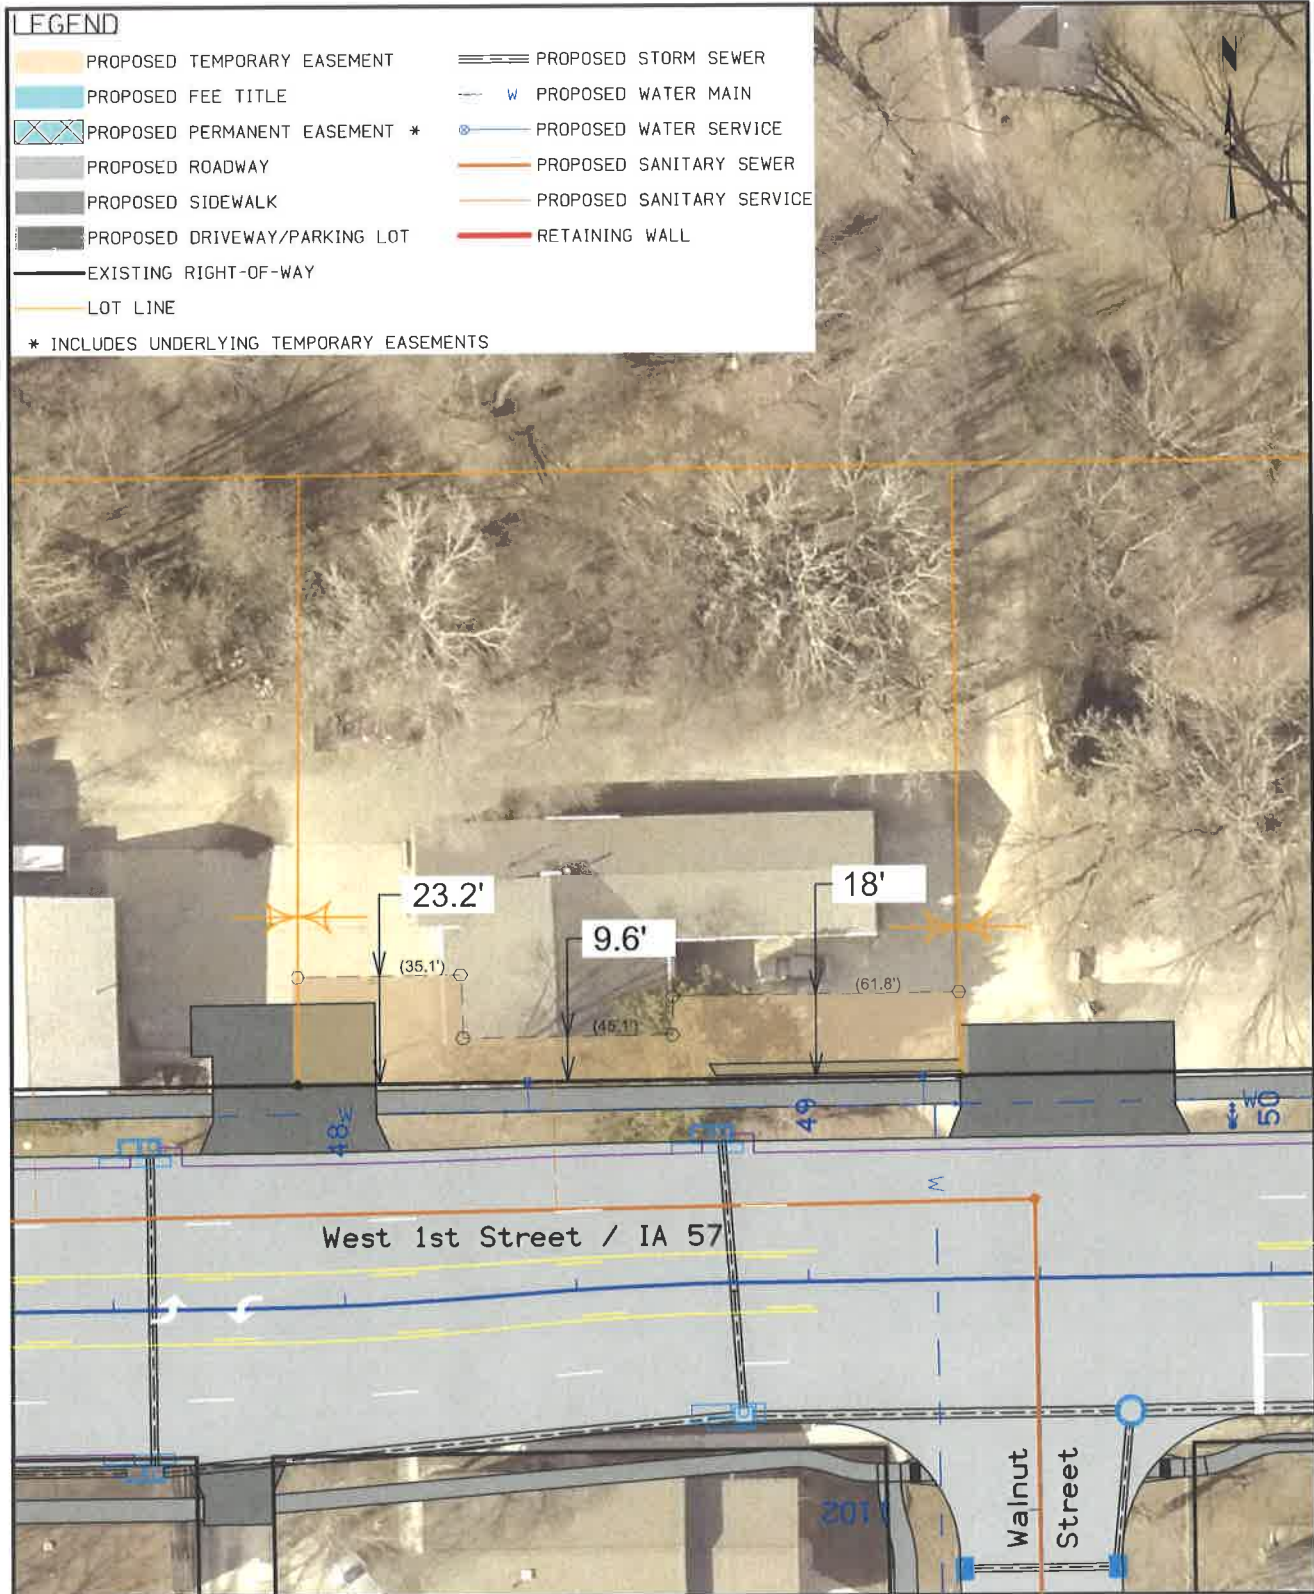 LEGEND
PROPOSED TEMPORARY EASEMENT
PROPOSED FEE TITLE
PROPOSED PERMANENT EASEMENT *
PROPOSED ROADWAY
PROPOSED SIDEWALK
PROPOSED DRIVEWAY/PARKING LOT
EXISTING RIGHT-OF-WAY
LOT LINE
* INCLUDES UNDERLYING TEMPORARY EASEMENTS
PROPOSED STORM SEWER
W PROPOSED WATER MAIN
PROPOSED WATER SERVICE
PROPOSED SANITARY SEWER
PROPOSED SANITARY SERVICE
RETAINING WALL
N
23.2'
18'
9.6'
(35.1')
(61.8')
(45.1')
48
W
49
W
50
W
West 1st Street / IA 57
Walnut
Street
1102